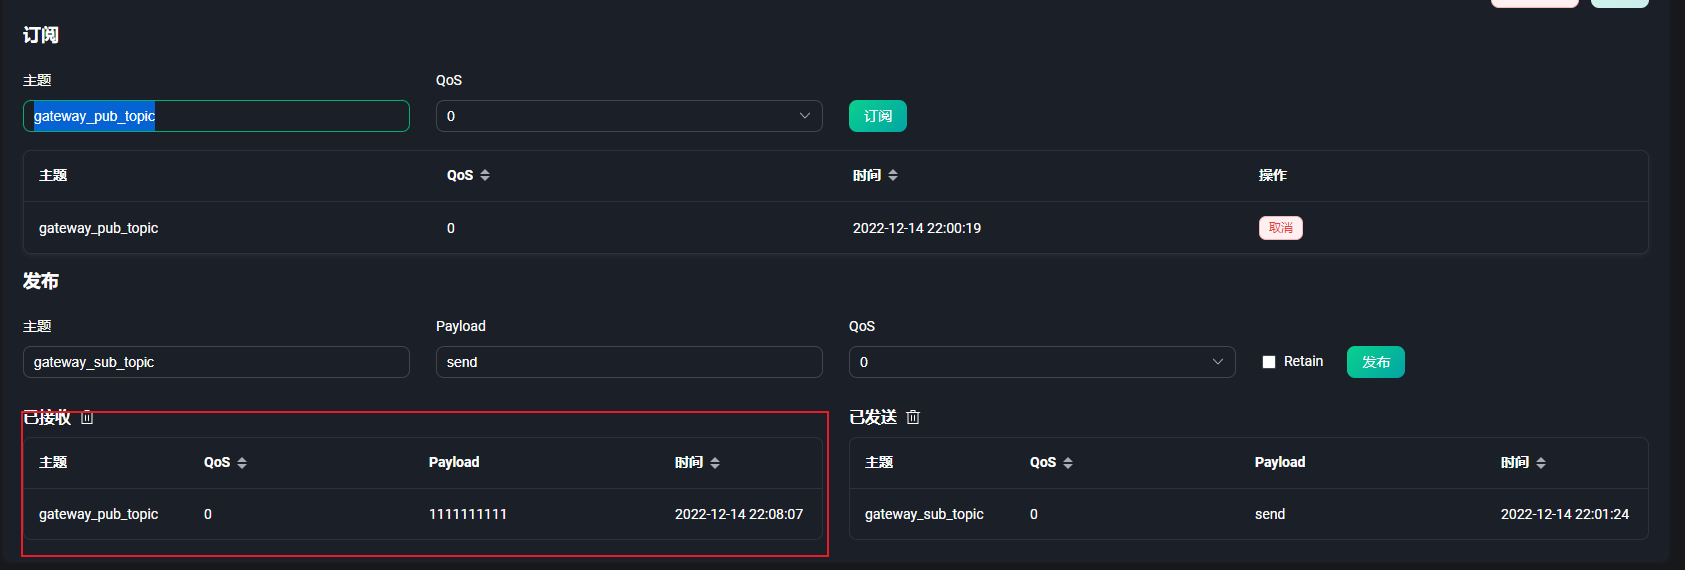 订阅
主题 QoS
gateway_pub_topic 0 订阅
主题 QoS 时间 操作
gateway_pub_topic 0 2022-12-14 22:00:19 取消
发布
主题 Payload QoS
gateway_sub_topic send 0 Retain 发布
已接收 已发送
主题 QoS Payload 时间 主题 QoS Payload 时间
gateway_pub_topic 0 1111111111 2022-12-14 22:08:07 gateway_sub_topic 0 send 2022-12-14 22:01:24